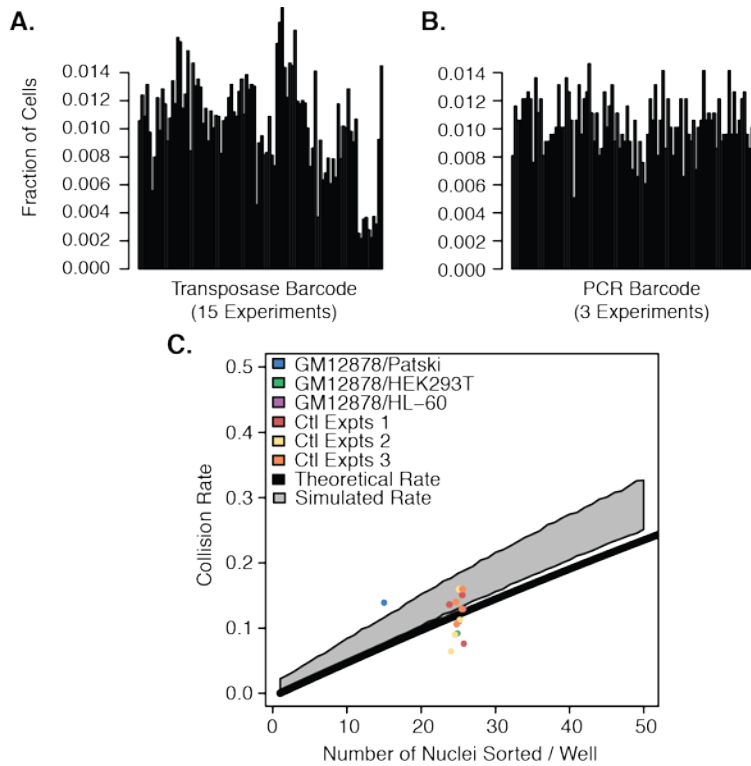 A.
Fraction of Cells
0.014
0.012
0.010
0.008
0.006
0.004
0.002
0.000
Transposase Barcode
(15 Experiments)
B.
0.014
0.012
0.010
0.008
0.006
0.004
0.002
0.000
PCR Barcode
(3 Experiments)
C.
Collision Rate
0.5
0.4
0.3
0.2
0.1
0.0
GM12878/Patski
GM12878/HEK293T
GM12878/HL-60
Ctl Expts 1
Ctl Expts 2
Ctl Expts 3
Theoretical Rate
Simulated Rate
0 10 20 30 40 50
Number of Nuclei Sorted / Well